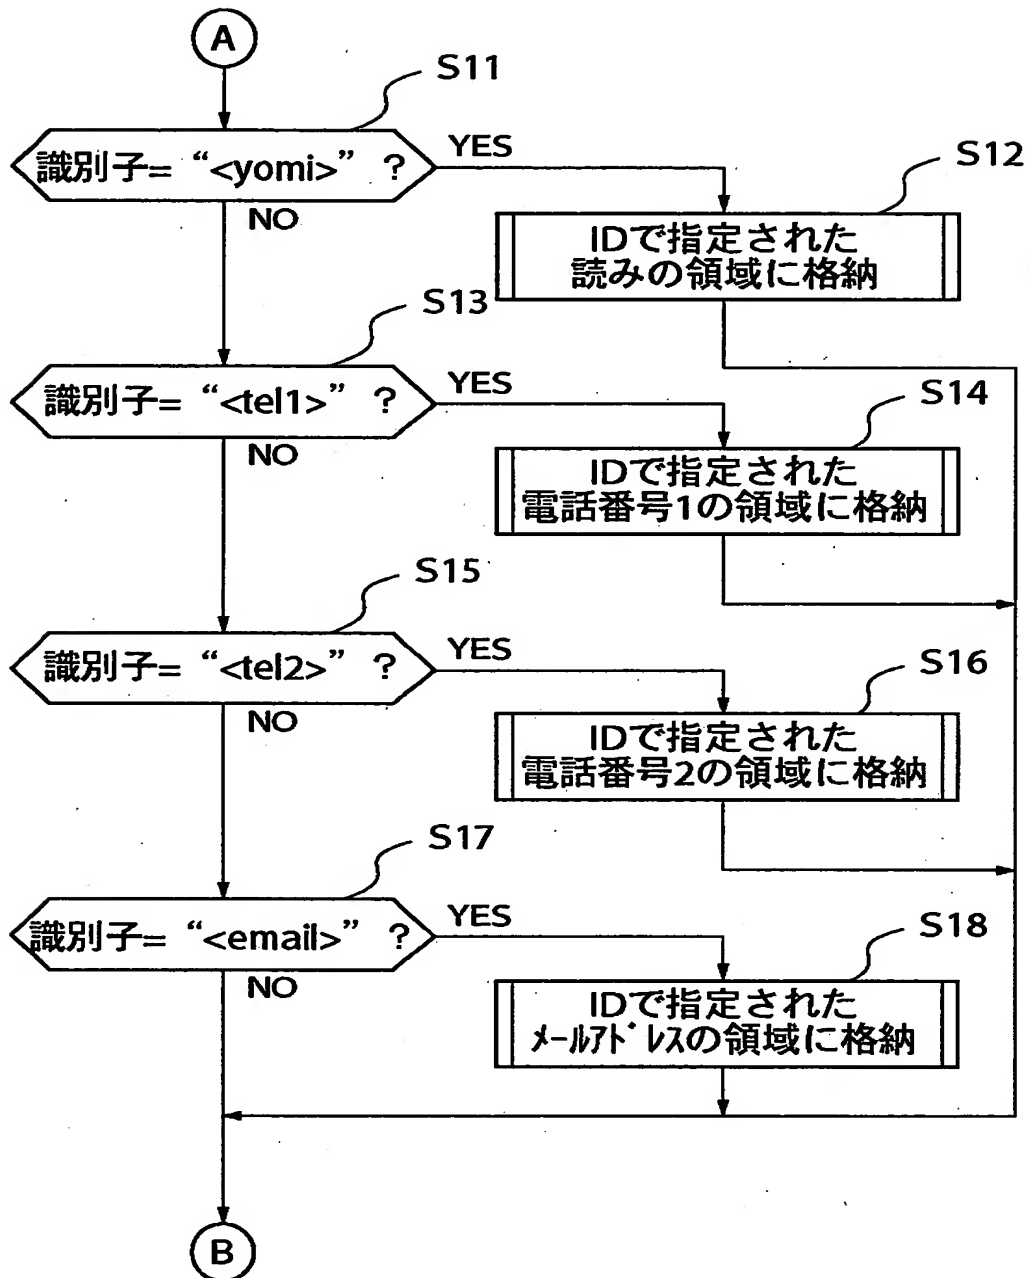 A
S11
識別子= “<yomi>” ?
YES
NO
S12
IDで指定された
読みの領域に格納
S13
識別子= “<tel1>” ?
YES
NO
S14
IDで指定された
電話番号1の領域に格納
S15
識別子= “<tel2>” ?
YES
NO
S16
IDで指定された
電話番号2の領域に格納
S17
識別子= “<email>” ?
YES
NO
S18
IDで指定された
ﾒｰﾙｱﾄﾞﾚｽの領域に格納
B